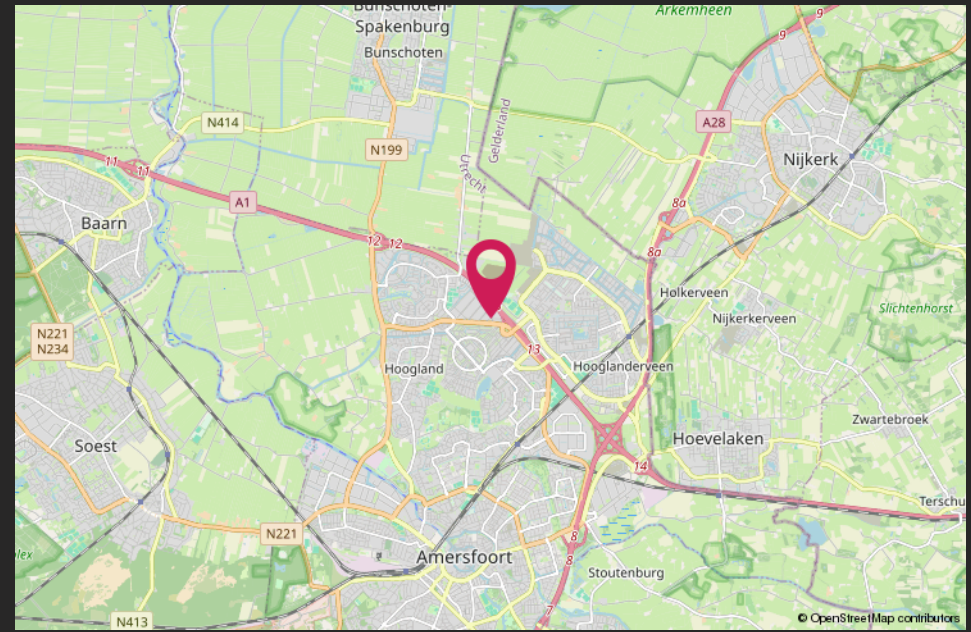 Bunschoten-
Spakenburg
Arkemheen
9
9
Bunschoten
N414
A28
Gelderland
N199
Nijkerk
11
11
Utrecht
A1
8a
Baarn
12
12
8a
Holkerveen
Slichtenhorst
Nijkerkerveen
N221
N234
13
Hoogland
Hooglanderveen
Zwartebroek
Soest
Hoevelaken
14
Terschu
N221
8
plex
Amersfoort
8
Stoutenburg
7
N413
© OpenStreetMap contributors